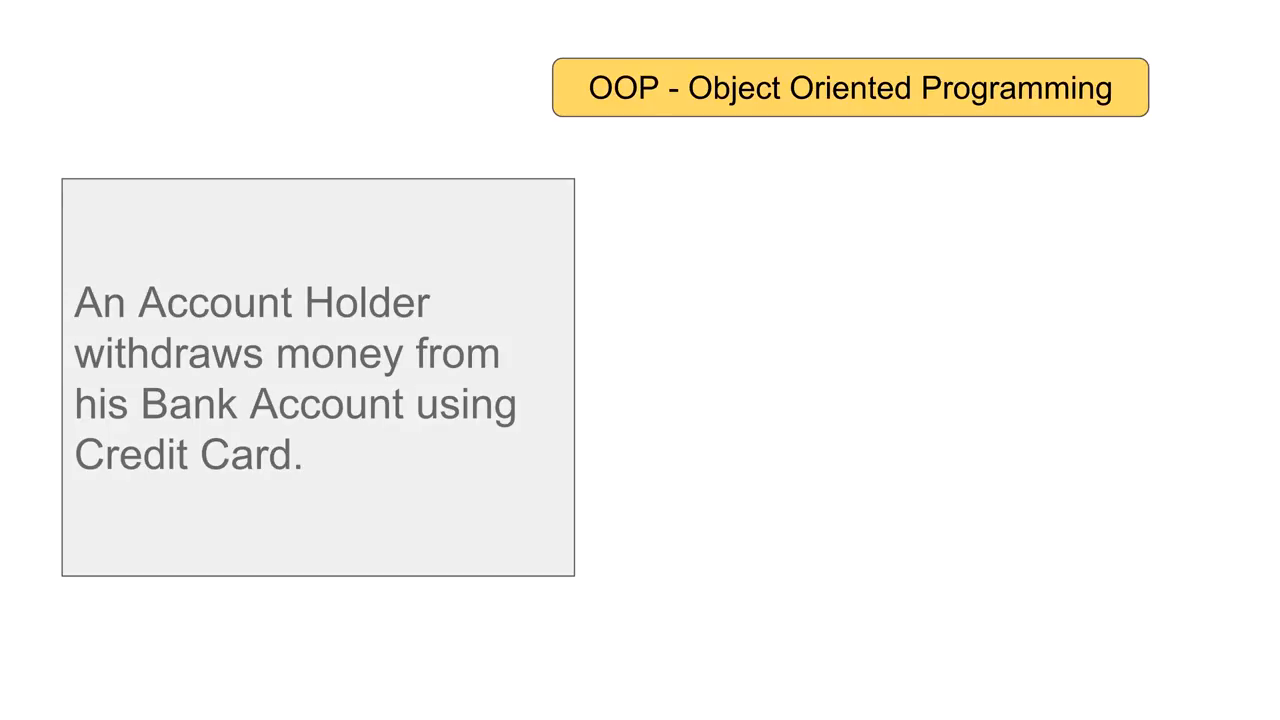 OOP - Object Oriented Programming
An Account Holder
withdraws money from
his Bank Account using
Credit Card.